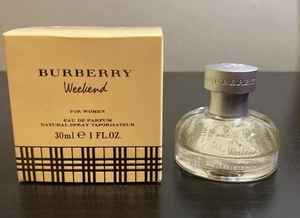 BURBERRY
Weekend
FOR WOMEN
EAU DE PARFUM
NATURAL SPRAY VAPORISATEUR
30ml e 1 FL.OZ.
BURBERRY
Weekend